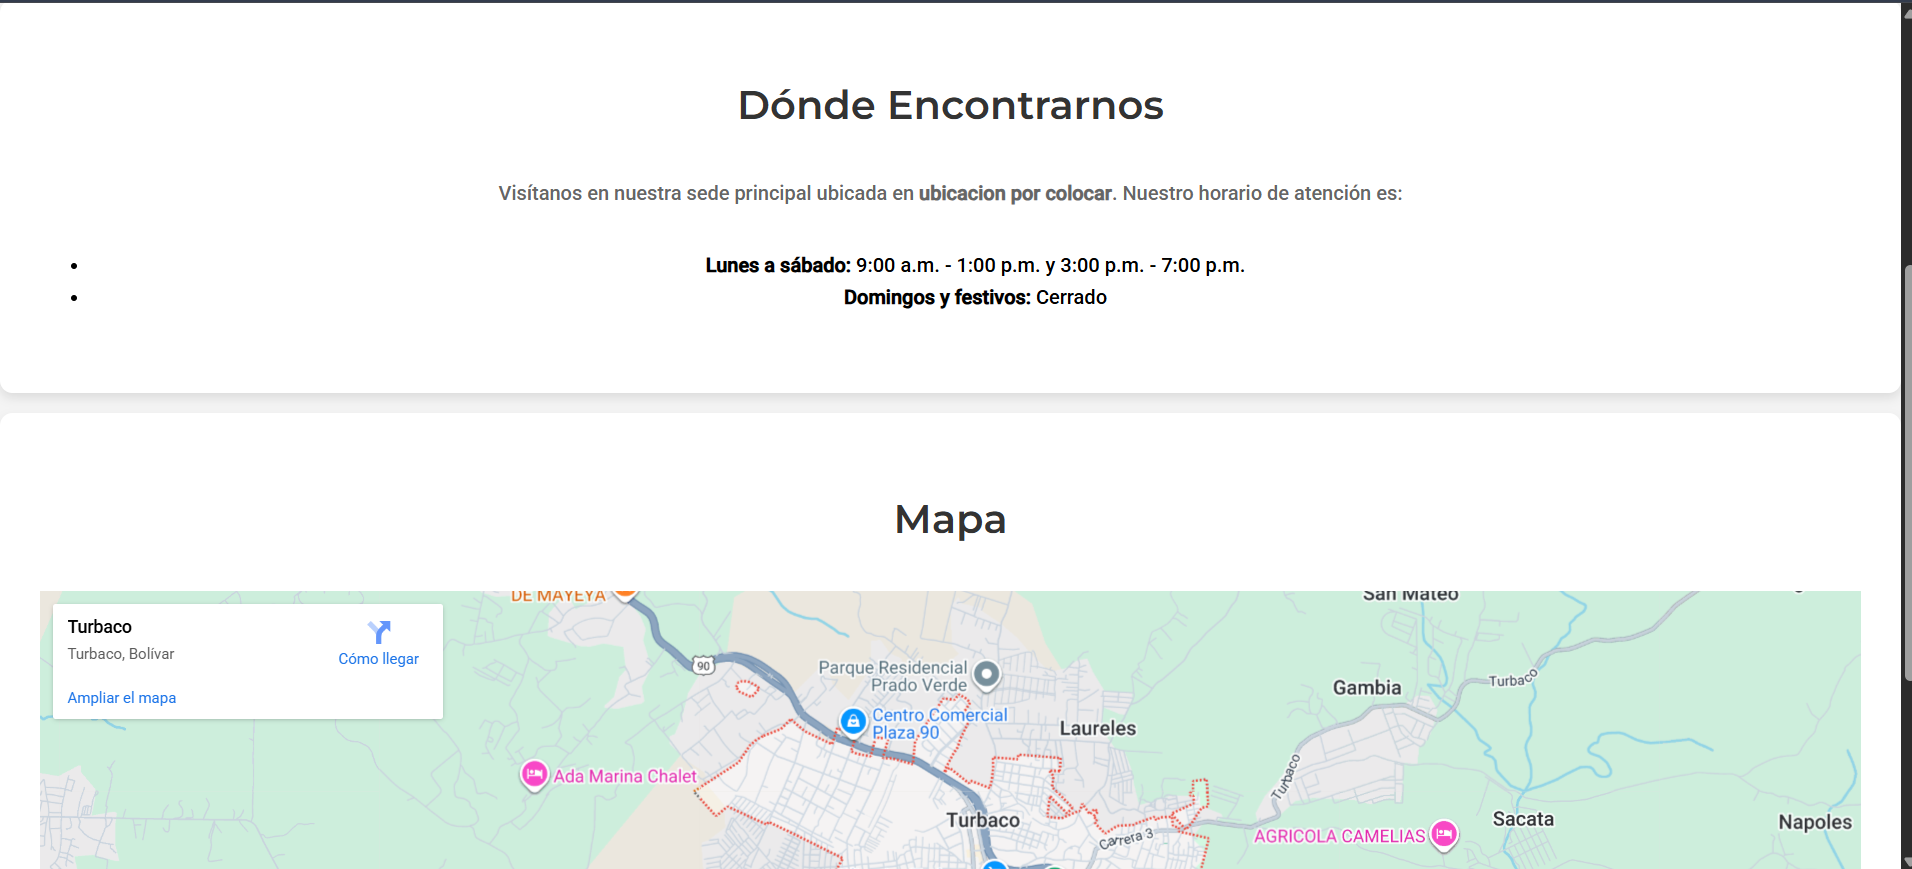 Dónde Encontrarnos
Visítanos en nuestra sede principal ubicada en ubicacion por colocar. Nuestro horario de atención es:
• Lunes a sábado: 9:00 a.m. - 1:00 p.m. y 3:00 p.m. - 7:00 p.m.
• Domingos y festivos: Cerrado
Mapa
DE MAYEYA
San Mateo
Turbaco
Turbaco, Bolívar
Cómo llegar
Ampliar el mapa
90
Parque Residencial
Prado Verde
Centro Comercial
Plaza 90
Laureles
Gambia
Turbaco
Ada Marina Chalet
Turbaco
Turbaco
Carrera 3
AGRICOLA CAMELIAS
Sacata
Napoles